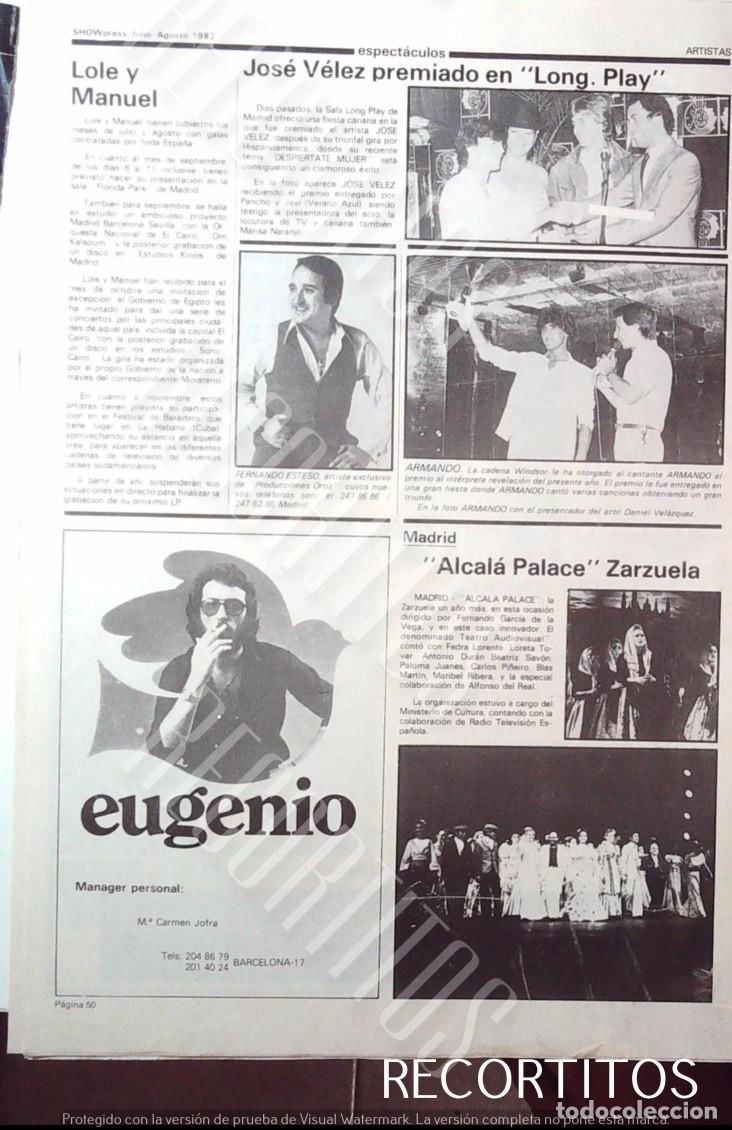 SHOWpress Julio Agosto 1982
espectáculos
ARTISTAS
Lole y
Manuel
Lole y Manuel tienen cubiertos los
meses de julio y agosto con galas
contratadas por toda España
En cuanto al mes de septiembre
de los días 6 al 11 inclusive tienen
previsto hacer su presentación en la
sala Florida Park de Madrid
También para septiembre se halla
en estudio un ambicioso proyecto
Madrid Barcelona Sevilla con la Or
questa Nacional de El Cairo Om
Kalsoum y la posterior grabación de
un disco en Estudios Kirios de
Madrid
Lole y Manuel han recibido para el
mes de octubre una invitación de
excepción el Gobierno de Egipto les
ha invitado para dar una serie de
conciertos por las principales ciuda
des de aquel país, incluida la capital El
Cairo con la posterior grabación de
un disco en los estudios Sono
Cairo La gira ha estado organizada
por el propio Gobierno de la nación a
través del correspondiente Ministerio
En cuanto a noviembre estos
artistas tienen prevista su particip
ación en el Festival de Baradero que
tiene lugar en La Habana (Cuba)
aprovechando su estancia en aquella
área para aparecer en las diferentes
cadenas de televisión de diversos
países sudamericanos
A partir de ahí suspenderán sus
actuaciones en directo para finalizar la
grabación de su próximo LP
José Vélez premiado en "Long. Play"
Días pasados, la Sala Long Play de
Madrid ofreció una fiesta canaria en la
que fue premiado el artista JOSE
VELEZ después de su triunfal gira por
Hispanoamérica donde su reciente
tema DESPIERTATE MUJER está
consiguiendo un clamoroso éxito.
En la foto aparece JOSE VELEZ
recibiendo el premio entregado por
Pancho y Javi (Verano Azul) siendo
testigo la presentadora del acto, la
locutora de TV y canaria también
Marisa Naranjo
FERNANDO ESTESO, artista exclusivo
de "Producciones Ortiz" cuyos nue
vos teléfonos son: el 247 86 86 /
247 62 86 Madrid
ARMANDO. La cadena Windsor le ha otorgado al cantante ARMANDO el
premio al intérprete revelación del presente año. El premio le fue entregado en
una gran fiesta donde ARMANDO cantó varias canciones obteniendo un gran
triunfo
En la foto ARMANDO con el presentador del acto Daniel Velázquez.
eugenio
Manager personal:
Mª Carmen Jofra
Tels: 204 86 79
201 40 24 BARCELONA-17
Madrid
"Alcalá Palace" Zarzuela
MADRID - "ALCALA PALACE" la
Zarzuela un año más, en esta ocasión
dirigido por Fernando García de la
Vega, y en este caso innovador. El
denominado Teatro Audiovisual"
contó con Fedra Lorente, Loreta To-
var, Antonio Durán Beatriz Savón,
Paloma Juanes, Carlos Piñeiro, Blas
Martín, Maribel Ribera, y la especial
colaboración de Alfonso del Real.
La organización estuvo a cargo del
Ministerio de Cultura, contando con la
colaboración de Radio Televisión Es-
pañola.
Página 50
RECORTITOS
RECORTITOS
RECORTITOS
RECORTITOS
todocoleccion
Protegido con la versión de prueba de Visual Watermark. La versión completa no pone esta marca.